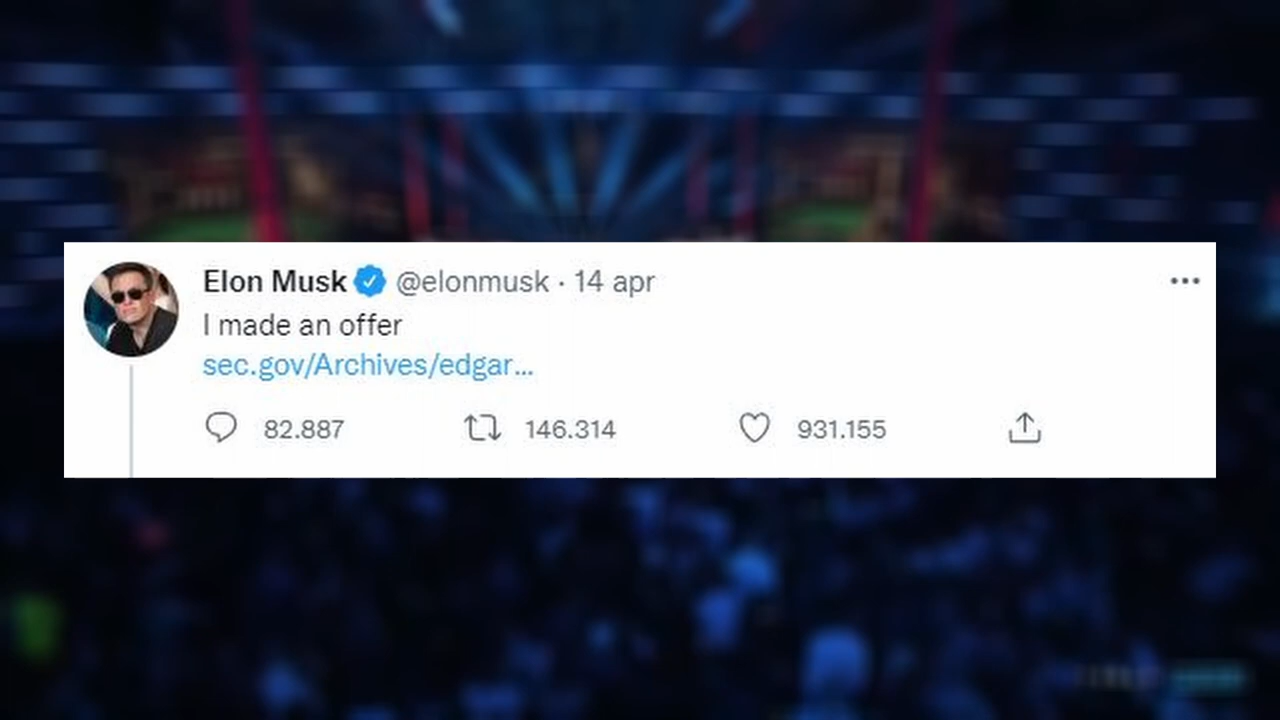 Elon Musk @elonmusk · 14 apr
I made an offer
sec.gov/Archives/edgar...
82.887 146.314 931.155